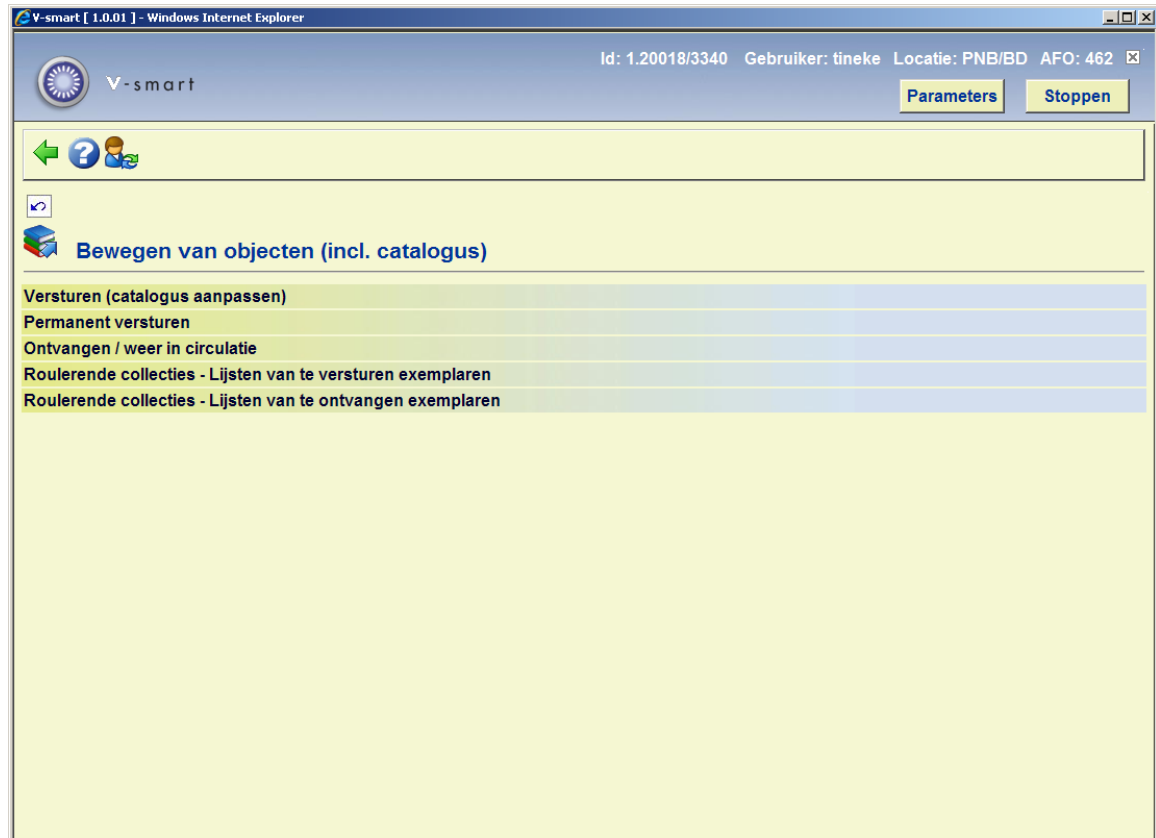 V-smart [ 1.0.01 ] - Windows Internet Explorer
Id: 1.20018/3340 Gebruiker: tineke Locatie: PNB/BD AFO: 462
V-smart
Parameters Stoppen
Bewegen van objecten (incl. catalogus)
Versturen (catalogus aanpassen)
Permanent versturen
Ontvangen / weer in circulatie
Roulerende collecties - Lijsten van te versturen exemplaren
Roulerende collecties - Lijsten van te ontvangen exemplaren